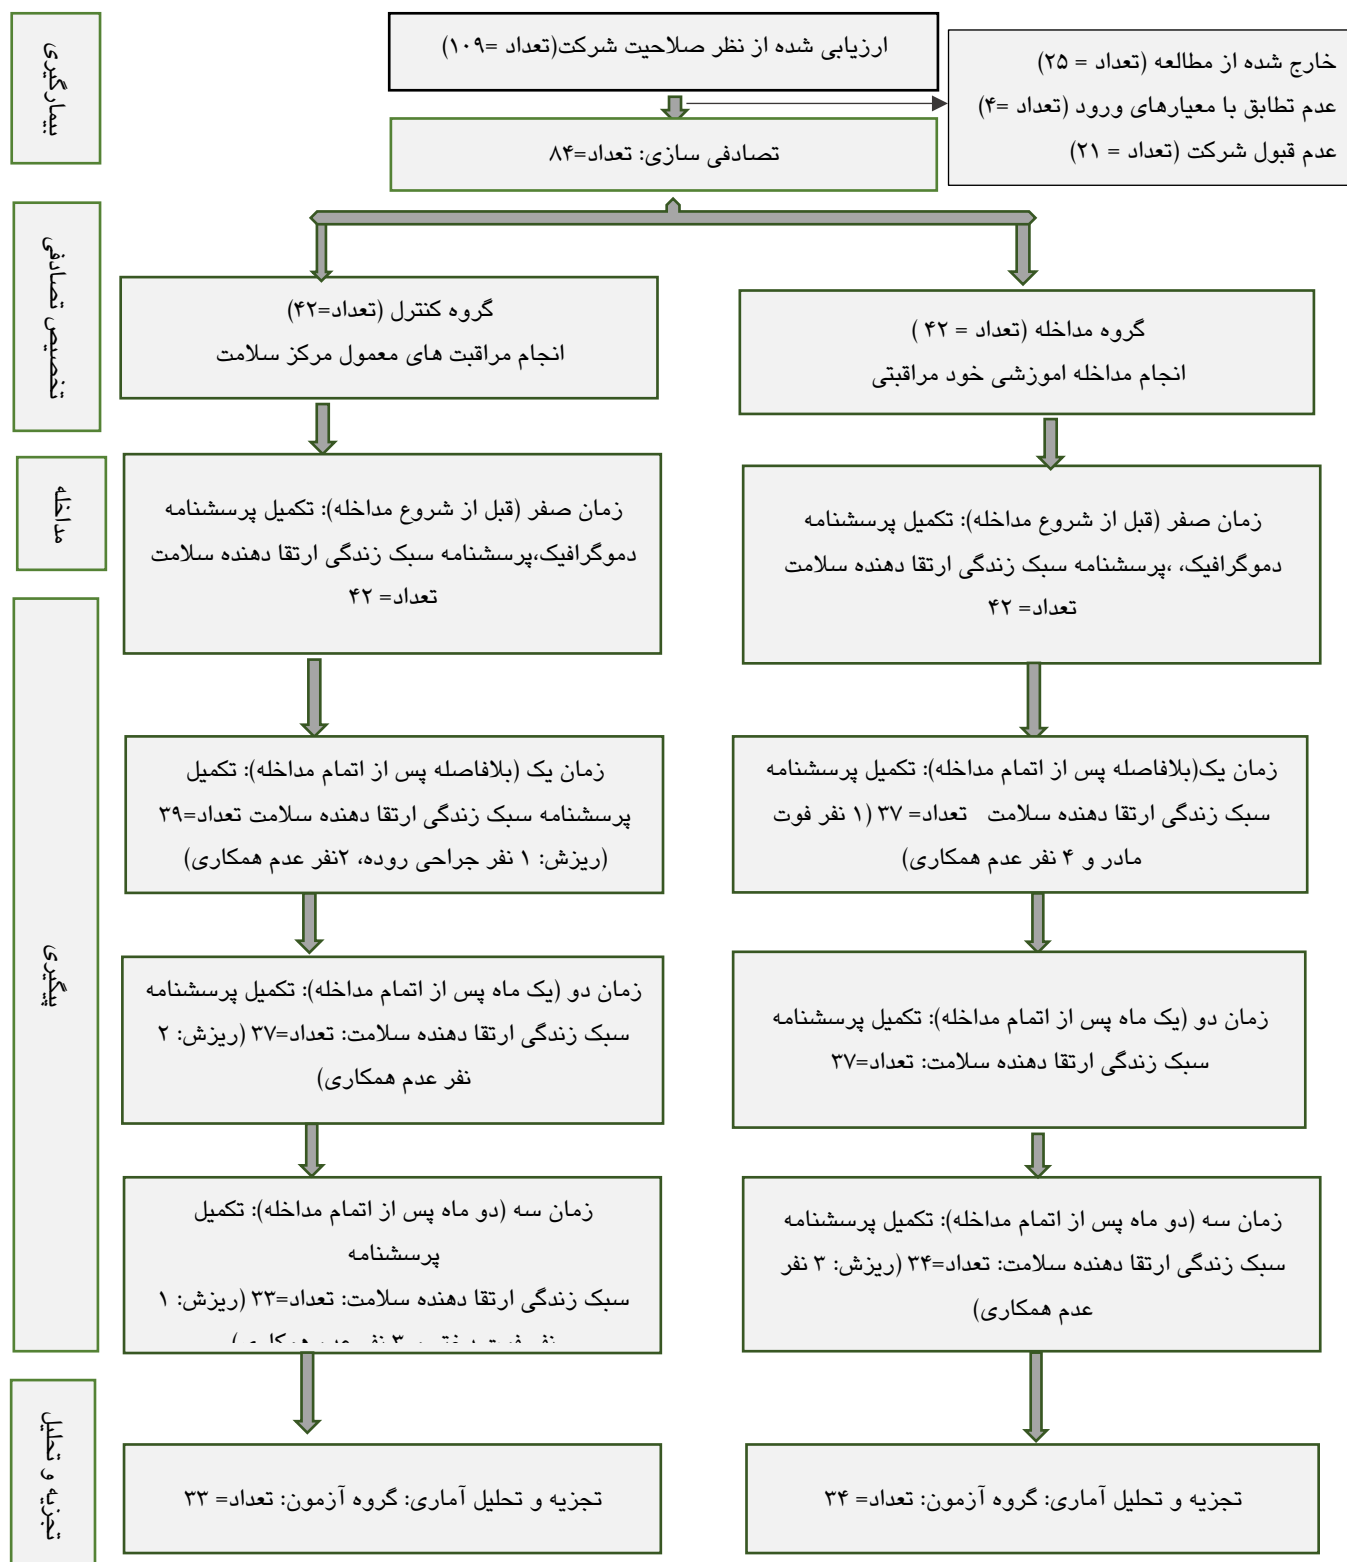 بیمارگیری
ارزیابی شده از نظر صلاحیت شرکت(تعداد =۱۰۹)
خارج شده از مطالعه (تعداد = ۲۵)
عدم تطابق با معیارهای ورود (تعداد =۴)
عدم قبول شرکت (تعداد = ۲۱)
تصادفی سازی: تعداد=۸۴
تخصیص تصادفی
گروه مداخله (تعداد = ۴۲ )
انجام مداخله اموزشی خود مراقبتی
گروه کنترل (تعداد=۴۲)
انجام مراقبت های معمول مرکز سلامت
مداخله
زمان صفر (قبل از شروع مداخله): تکمیل پرسشنامه
دموگرافیک، ،پرسشنامه سبک زندگی ارتقا دهنده سلامت
تعداد= ۴۲
زمان صفر (قبل از شروع مداخله): تکمیل پرسشنامه
دموگرافیک،پرسشنامه سبک زندگی ارتقا دهنده سلامت
تعداد= ۴۲
پیگیری
زمان یک(بلافاصله پس از اتمام مداخله): تکمیل پرسشنامه
سبک زندگی ارتقا دهنده سلامت تعداد= ۳۷ (۱ نفر فوت
مادر و ۴ نفر عدم همکاری)
زمان یک (بلافاصله پس از اتمام مداخله): تکمیل
پرسشنامه سبک زندگی ارتقا دهنده سلامت تعداد=۳۹
(ریزش: ۱ نفر جراحی روده، ۲نفر عدم همکاری)
زمان دو (یک ماه پس از اتمام مداخله): تکمیل پرسشنامه
سبک زندگی ارتقا دهنده سلامت: تعداد=۳۷
زمان دو (یک ماه پس از اتمام مداخله): تکمیل پرسشنامه
سبک زندگی ارتقا دهنده سلامت: تعداد=۳۷ (ریزش: ۲
نفر عدم همکاری)
زمان سه (دو ماه پس از اتمام مداخله): تکمیل پرسشنامه
سبک زندگی ارتقا دهنده سلامت: تعداد=۳۴ (ریزش: ۳ نفر
عدم همکاری)
زمان سه (دو ماه پس از اتمام مداخله): تکمیل
پرسشنامه
سبک زندگی ارتقا دهنده سلامت: تعداد=۳۳ (ریزش: ۱
تجزیه و تحلیل
تجزیه و تحلیل آماری: گروه آزمون: تعداد= ۳۴
تجزیه و تحلیل آماری: گروه آزمون: تعداد= ۳۳